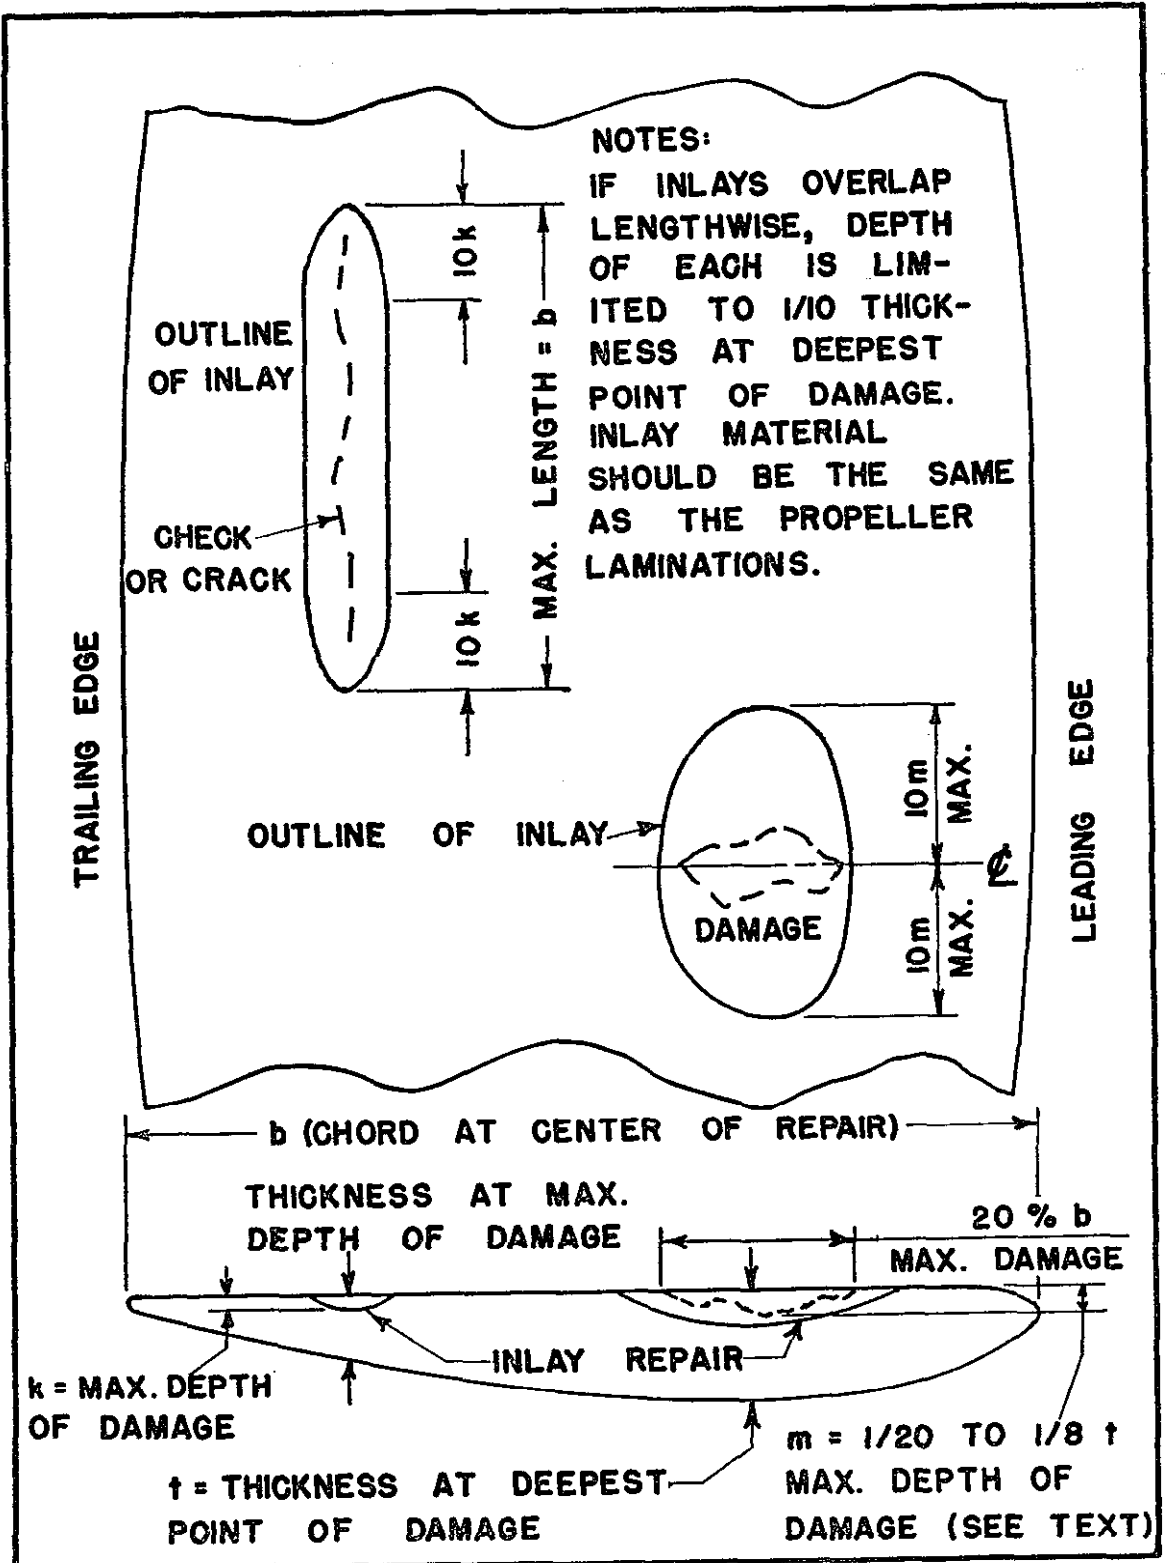 NOTES:
IF INLAYS OVERLAP
LENGTHWISE, DEPTH
OF EACH IS LIM-
ITED TO 1/10 THICK-
NESS AT DEEPEST
POINT OF DAMAGE.
INLAY MATERIAL
SHOULD BE THE SAME
AS THE PROPELLER
LAMINATIONS.
10k
MAX. LENGTH = b
OUTLINE
OF INLAY
CHECK
OR CRACK
10k
TRAILING EDGE
LEADING EDGE
10m
MAX.
OUTLINE OF INLAY
℄
DAMAGE
10m
MAX.
b (CHORD AT CENTER OF REPAIR)
THICKNESS AT MAX.
DEPTH OF DAMAGE
20 % b
MAX. DAMAGE
INLAY REPAIR
k = MAX. DEPTH
OF DAMAGE
t = THICKNESS AT DEEPEST
POINT OF DAMAGE
m = 1/20 TO 1/8 t
MAX. DEPTH OF
DAMAGE (SEE TEXT)